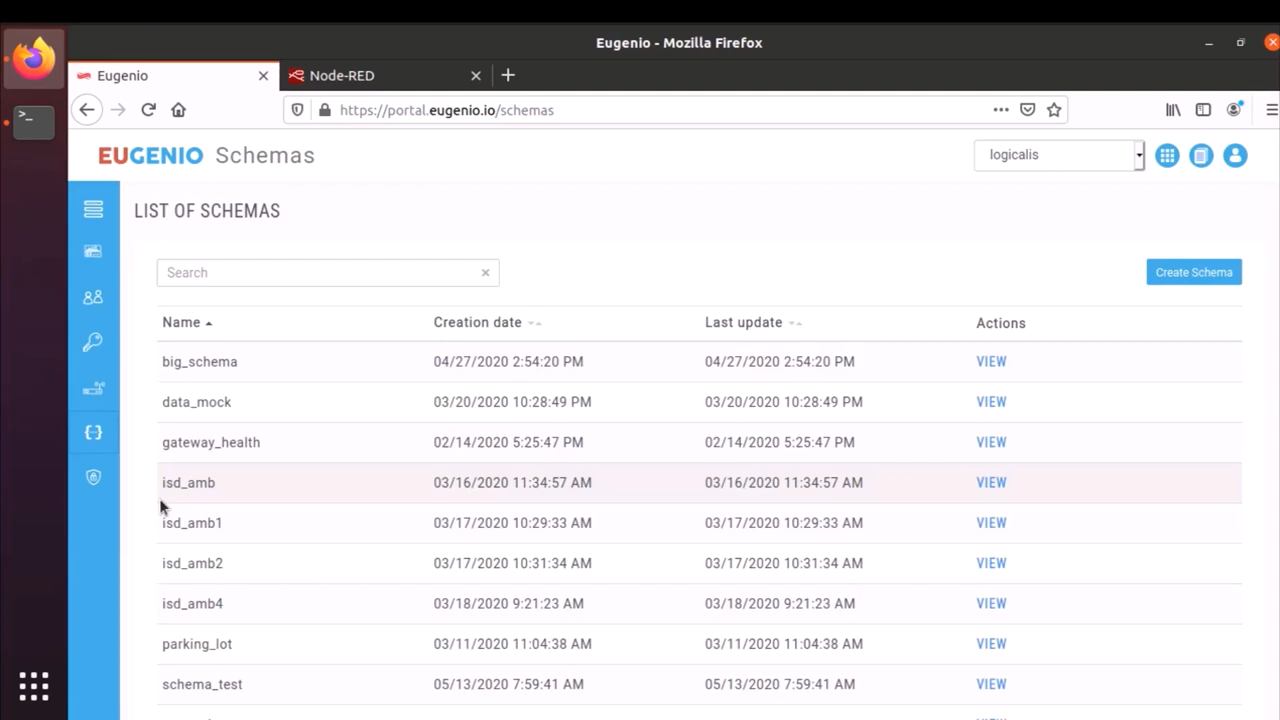 Eugenio - Mozilla Firefox
Eugenio
Node-RED
https://portal.eugenio.io/schemas
EUGENIO Schemas
logicalis
LIST OF SCHEMAS
Search
Create Schema
Name Creation date Last update Actions
big_schema 04/27/2020 2:54:20 PM 04/27/2020 2:54:20 PM VIEW
data_mock 03/20/2020 10:28:49 PM 03/20/2020 10:28:49 PM VIEW
gateway_health 02/14/2020 5:25:47 PM 02/14/2020 5:25:47 PM VIEW
isd_amb 03/16/2020 11:34:57 AM 03/16/2020 11:34:57 AM VIEW
isd_amb1 03/17/2020 10:29:33 AM 03/17/2020 10:29:33 AM VIEW
isd_amb2 03/17/2020 10:31:34 AM 03/17/2020 10:31:34 AM VIEW
isd_amb4 03/18/2020 9:21:23 AM 03/18/2020 9:21:23 AM VIEW
parking_lot 03/11/2020 11:04:38 AM 03/11/2020 11:04:38 AM VIEW
schema_test 05/13/2020 7:59:41 AM 05/13/2020 7:59:41 AM VIEW